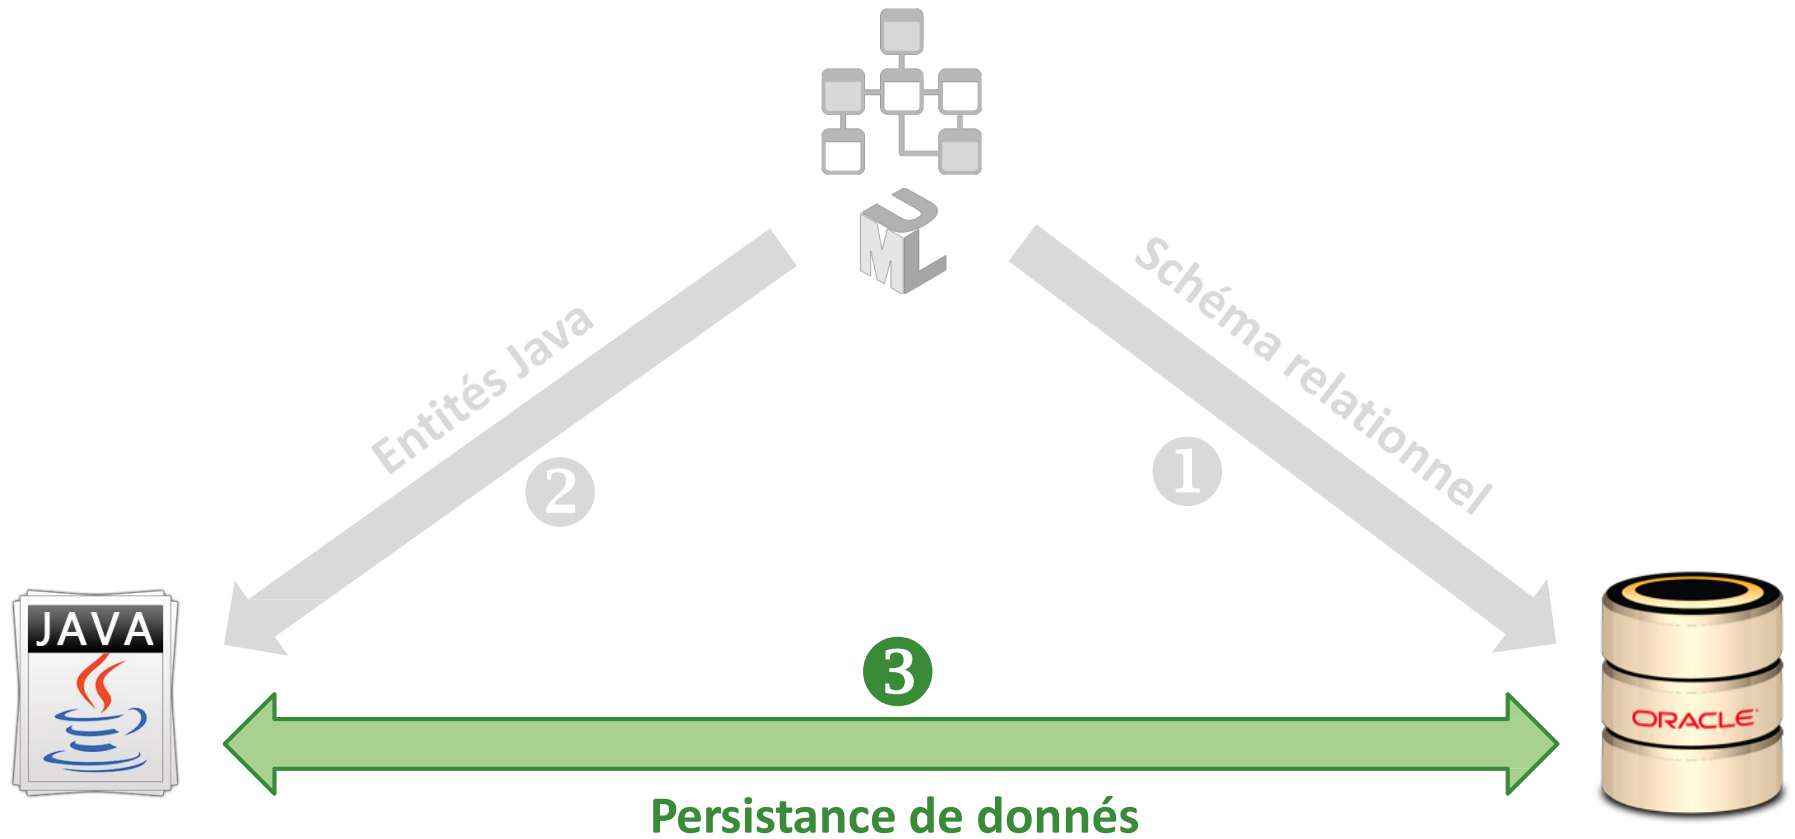 UML
Entités Java
Schéma relationnel
2
1
JAVA
3
ORACLE
Persistance de donnés